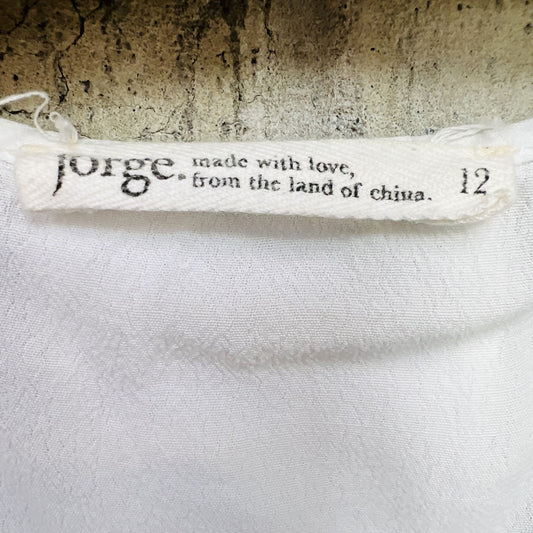 jorge.
made with love,
from the land of china.
12